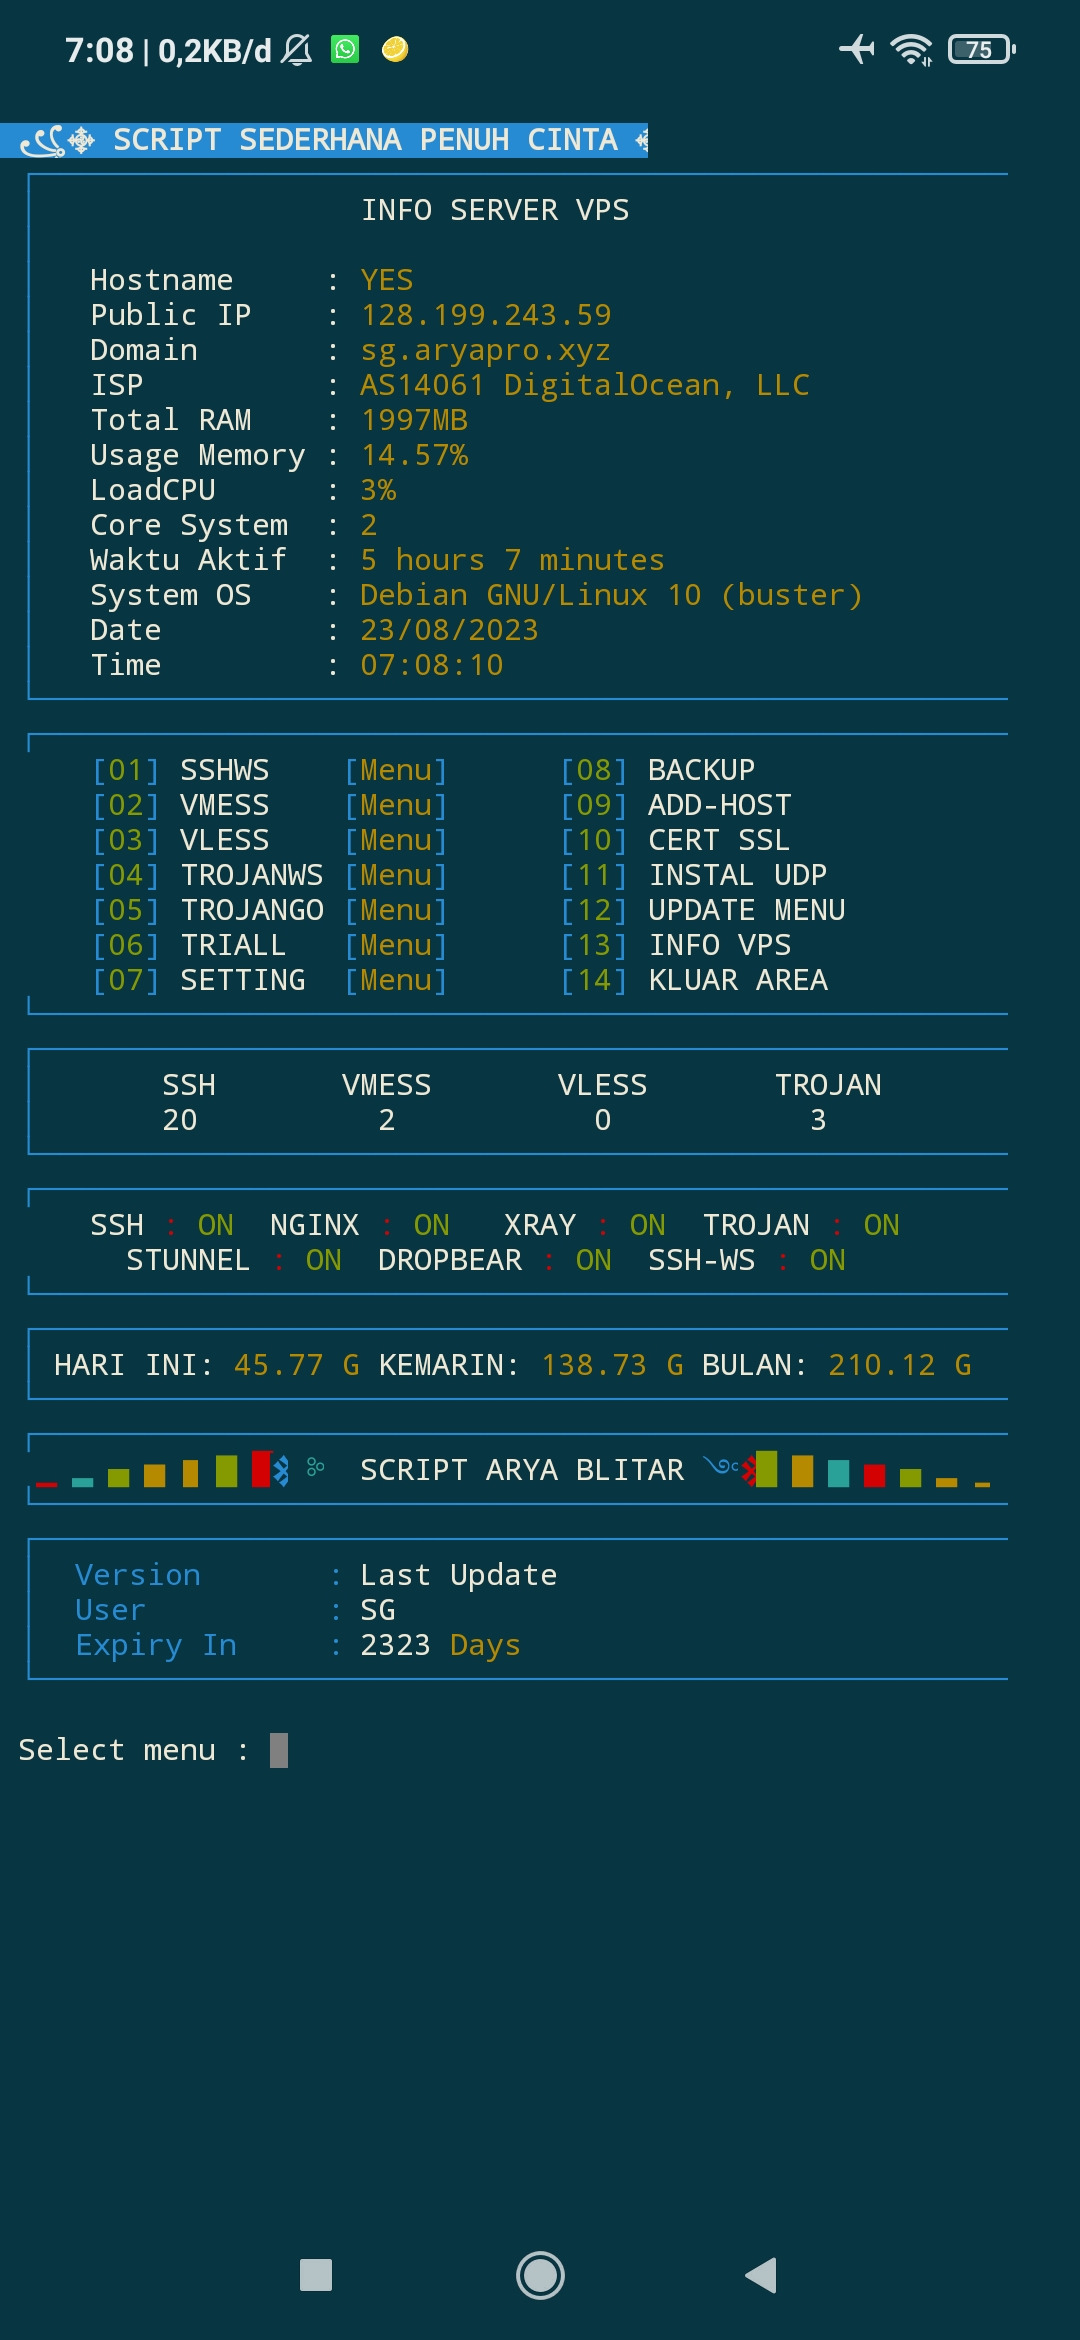 7:08 | 0,2KB/d
75
SCRIPT SEDERHANA PENUH CINTA
INFO SERVER VPS
Hostname : YES
Public IP : 128.199.243.59
Domain : sg.aryapro.xyz
ISP : AS14061 DigitalOcean, LLC
Total RAM : 1997MB
Usage Memory : 14.57%
LoadCPU : 3%
Core System : 2
Waktu Aktif : 5 hours 7 minutes
System OS : Debian GNU/Linux 10 (buster)
Date : 23/08/2023
Time : 07:08:10
[01] SSHWS [Menu] [08] BACKUP
[02] VMESS [Menu] [09] ADD-HOST
[03] VLESS [Menu] [10] CERT SSL
[04] TROJANWS [Menu] [11] INSTAL UDP
[05] TROJANGO [Menu] [12] UPDATE MENU
[06] TRIALL [Menu] [13] INFO VPS
[07] SETTING [Menu] [14] KLUAR AREA
SSH VMESS VLESS TROJAN
20 2 0 3
SSH : ON NGINX : ON XRAY : ON TROJAN : ON
STUNNEL : ON DROPBEAR : ON SSH-WS : ON
HARI INI: 45.77 G KEMARIN: 138.73 G BULAN: 210.12 G
SCRIPT ARYA BLITAR
Version : Last Update
User : SG
Expiry In : 2323 Days
Select menu :